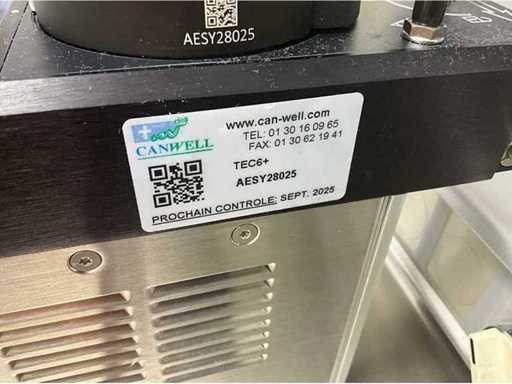 AESY28025
www.can-well.com
TEL: 01 30 16 09 65
FAX: 01 30 62 19 41
CANWELL
TEC6+
AESY28025
PROCHAIN CONTROLE: SEPT. 2025